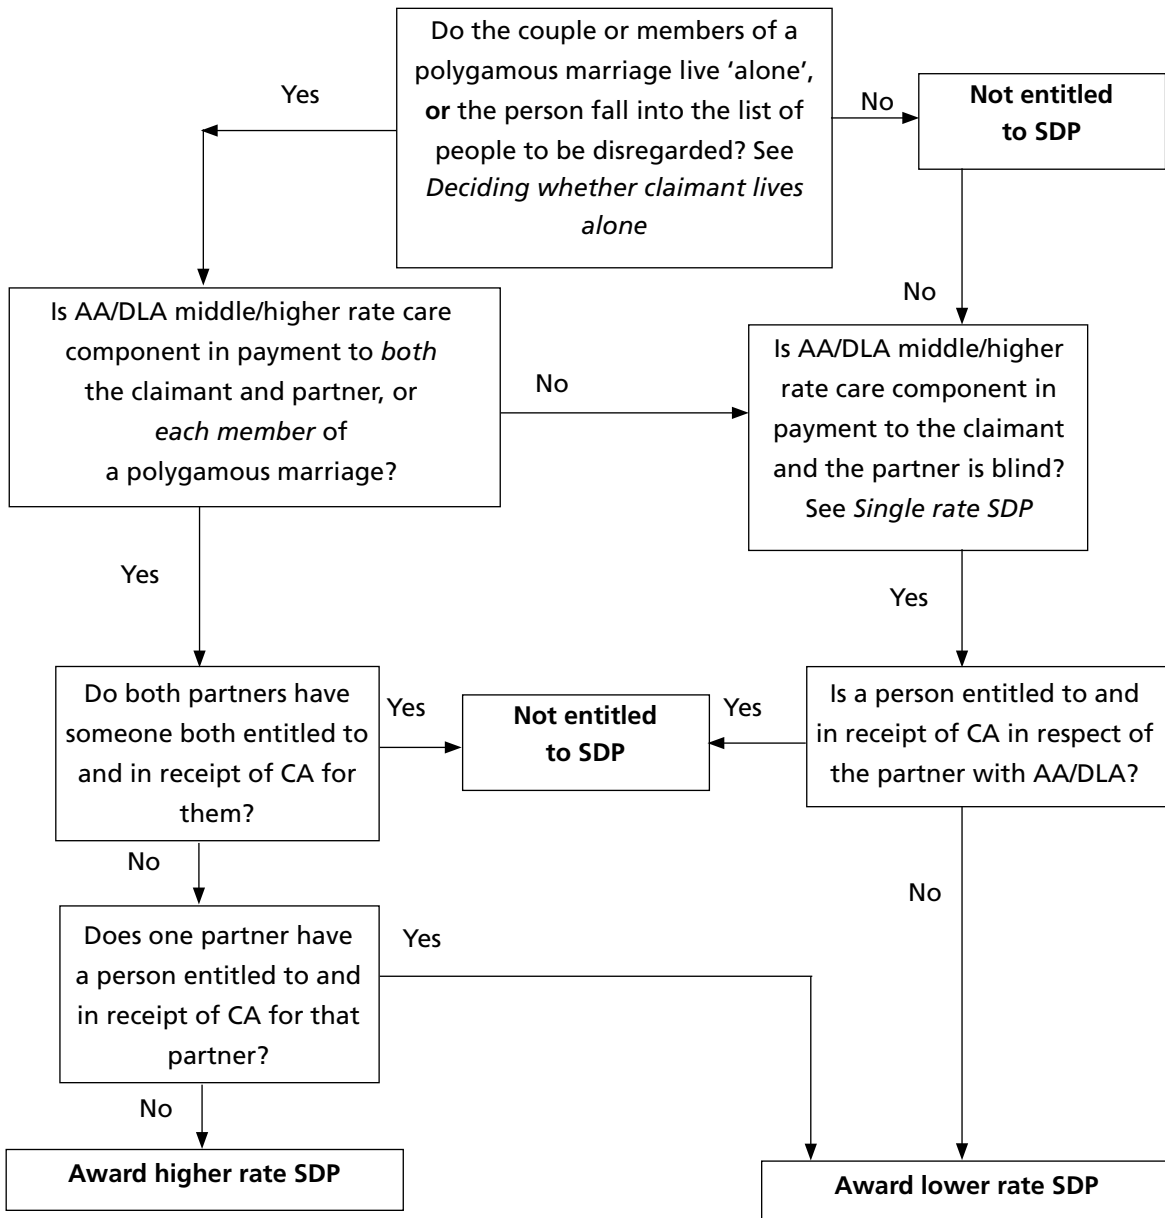 Do the couple or members of a
polygamous marriage live ‘alone’,
or the person fall into the list of
people to be disregarded? See
Deciding whether claimant lives
alone
Yes
No
Not entitled
to SDP
No
Is AA/DLA middle/higher rate care
component in payment to both
the claimant and partner, or
each member of
a polygamous marriage?
No
Is AA/DLA middle/higher
rate care component in
payment to the claimant
and the partner is blind?
See Single rate SDP
Yes
Yes
Do both partners have
someone both entitled to
and in receipt of CA for
them?
Yes
Not entitled
to SDP
Yes
Is a person entitled to and
in receipt of CA in respect of
the partner with AA/DLA?
No
No
Does one partner have
a person entitled to and
in receipt of CA for that
partner?
Yes
No
Award higher rate SDP
Award lower rate SDP